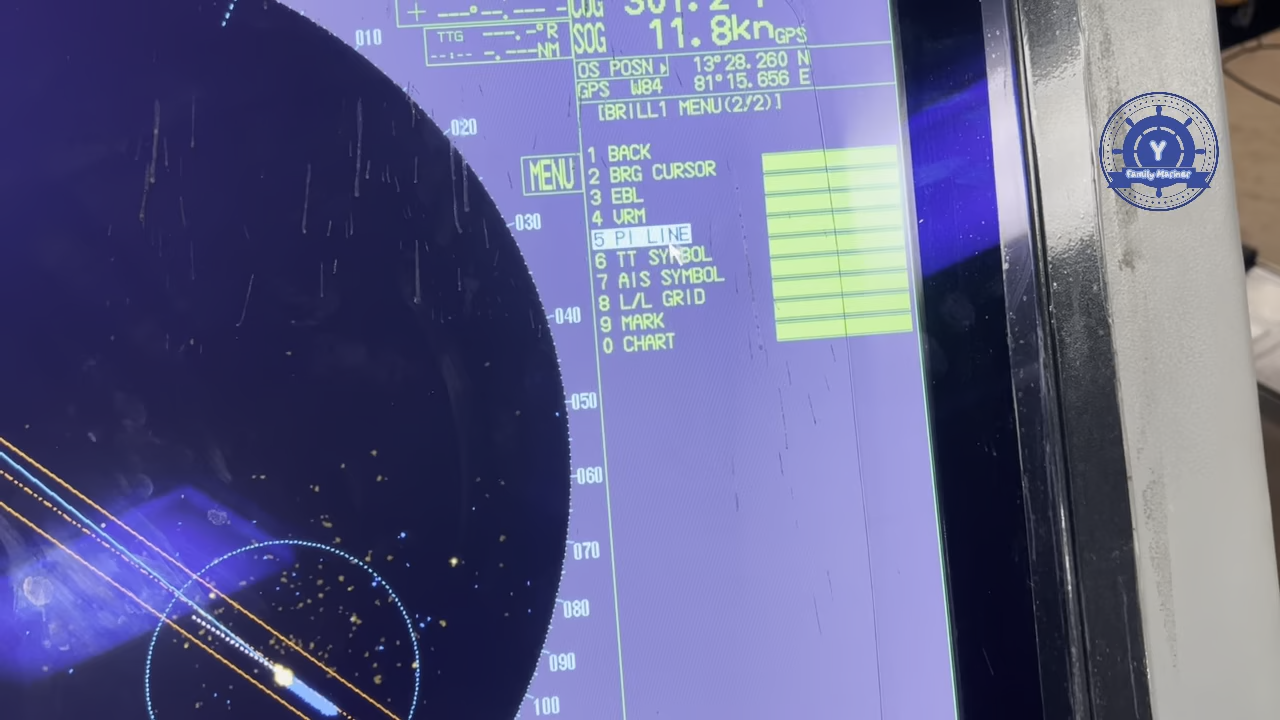 010
TTG
°R
NM
COG
SOG 11.8kn GPS
OS POSN 13°28.260 N
GPS W84 81°15.656 E
[BRILL1 MENU(2/2)]
MENU
1 BACK
2 BRG CURSOR
3 EBL
4 VRM
5 PI LINE
6 TT SYMBOL
7 AIS SYMBOL
8 L/L GRID
9 MARK
0 CHART
020
030
040
050
060
070
080
090
100
Y
Family Mariner